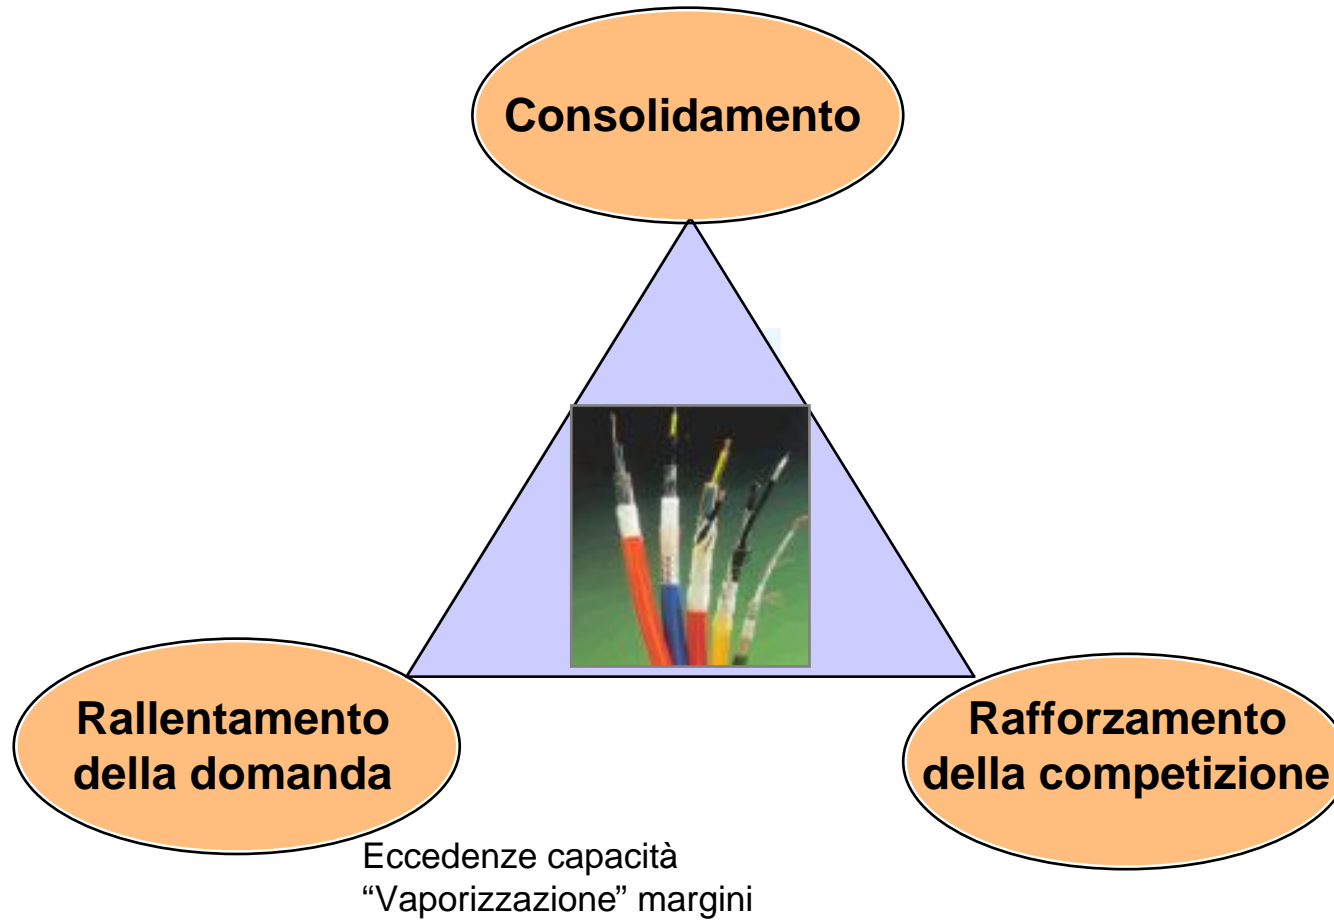 Consolidamento
Rallentamento
della domanda
Rafforzamento
della competizione
Eccedenze capacità
“Vaporizzazione” margini